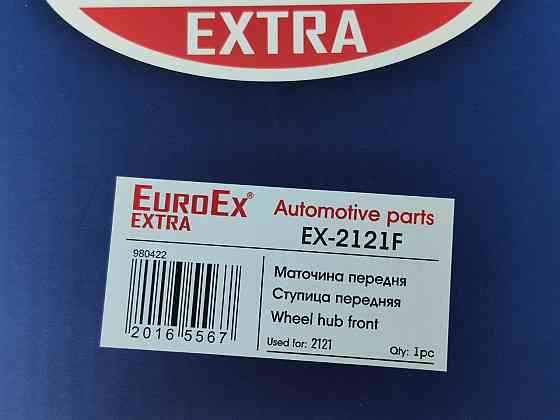 EXTRA
EUROEX®
EXTRA
Automotive parts
EX-2121F
980422
2016 5567
Маточина передня
Ступица передняя
Wheel hub front
Used for: 2121
Qty: 1pc